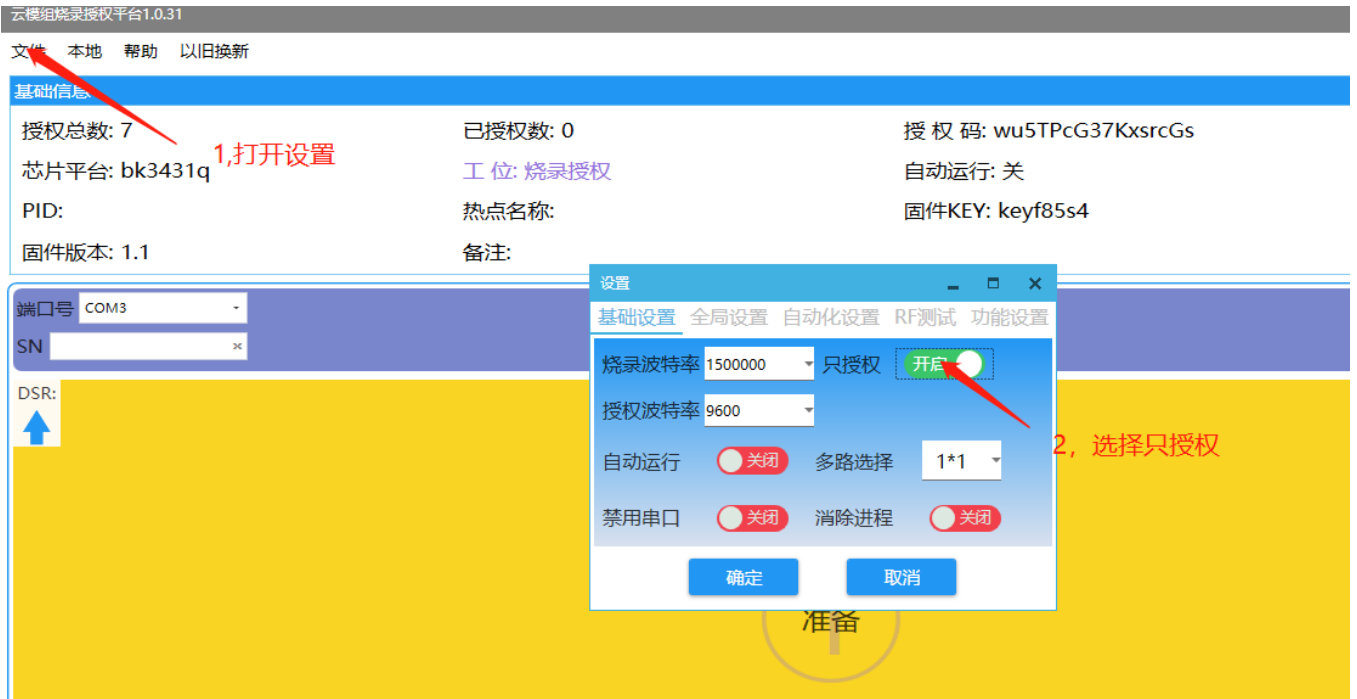 云模组烧录授权平台1.0.31
文件 本地 帮助 以旧换新
基础信息
授权总数: 7 已授权数: 0 授 权 码: wu5TPcG37KxsrcGs
1,打开设置
芯片平台: bk3431q 工 位: 烧录授权 自动运行: 关
PID: 热点名称: 固件KEY: keyf85s4
固件版本: 1.1 备注:
设置
端口号 COM3
基础设置 全局设置 自动化设置 RF测试 功能设置
SN
烧录波特率 1500000 只授权 开启
DSR:
授权波特率 9600
2，选择只授权
自动运行 关闭 多路选择 1*1
禁用串口 关闭 消除进程 关闭
确定 取消
准备